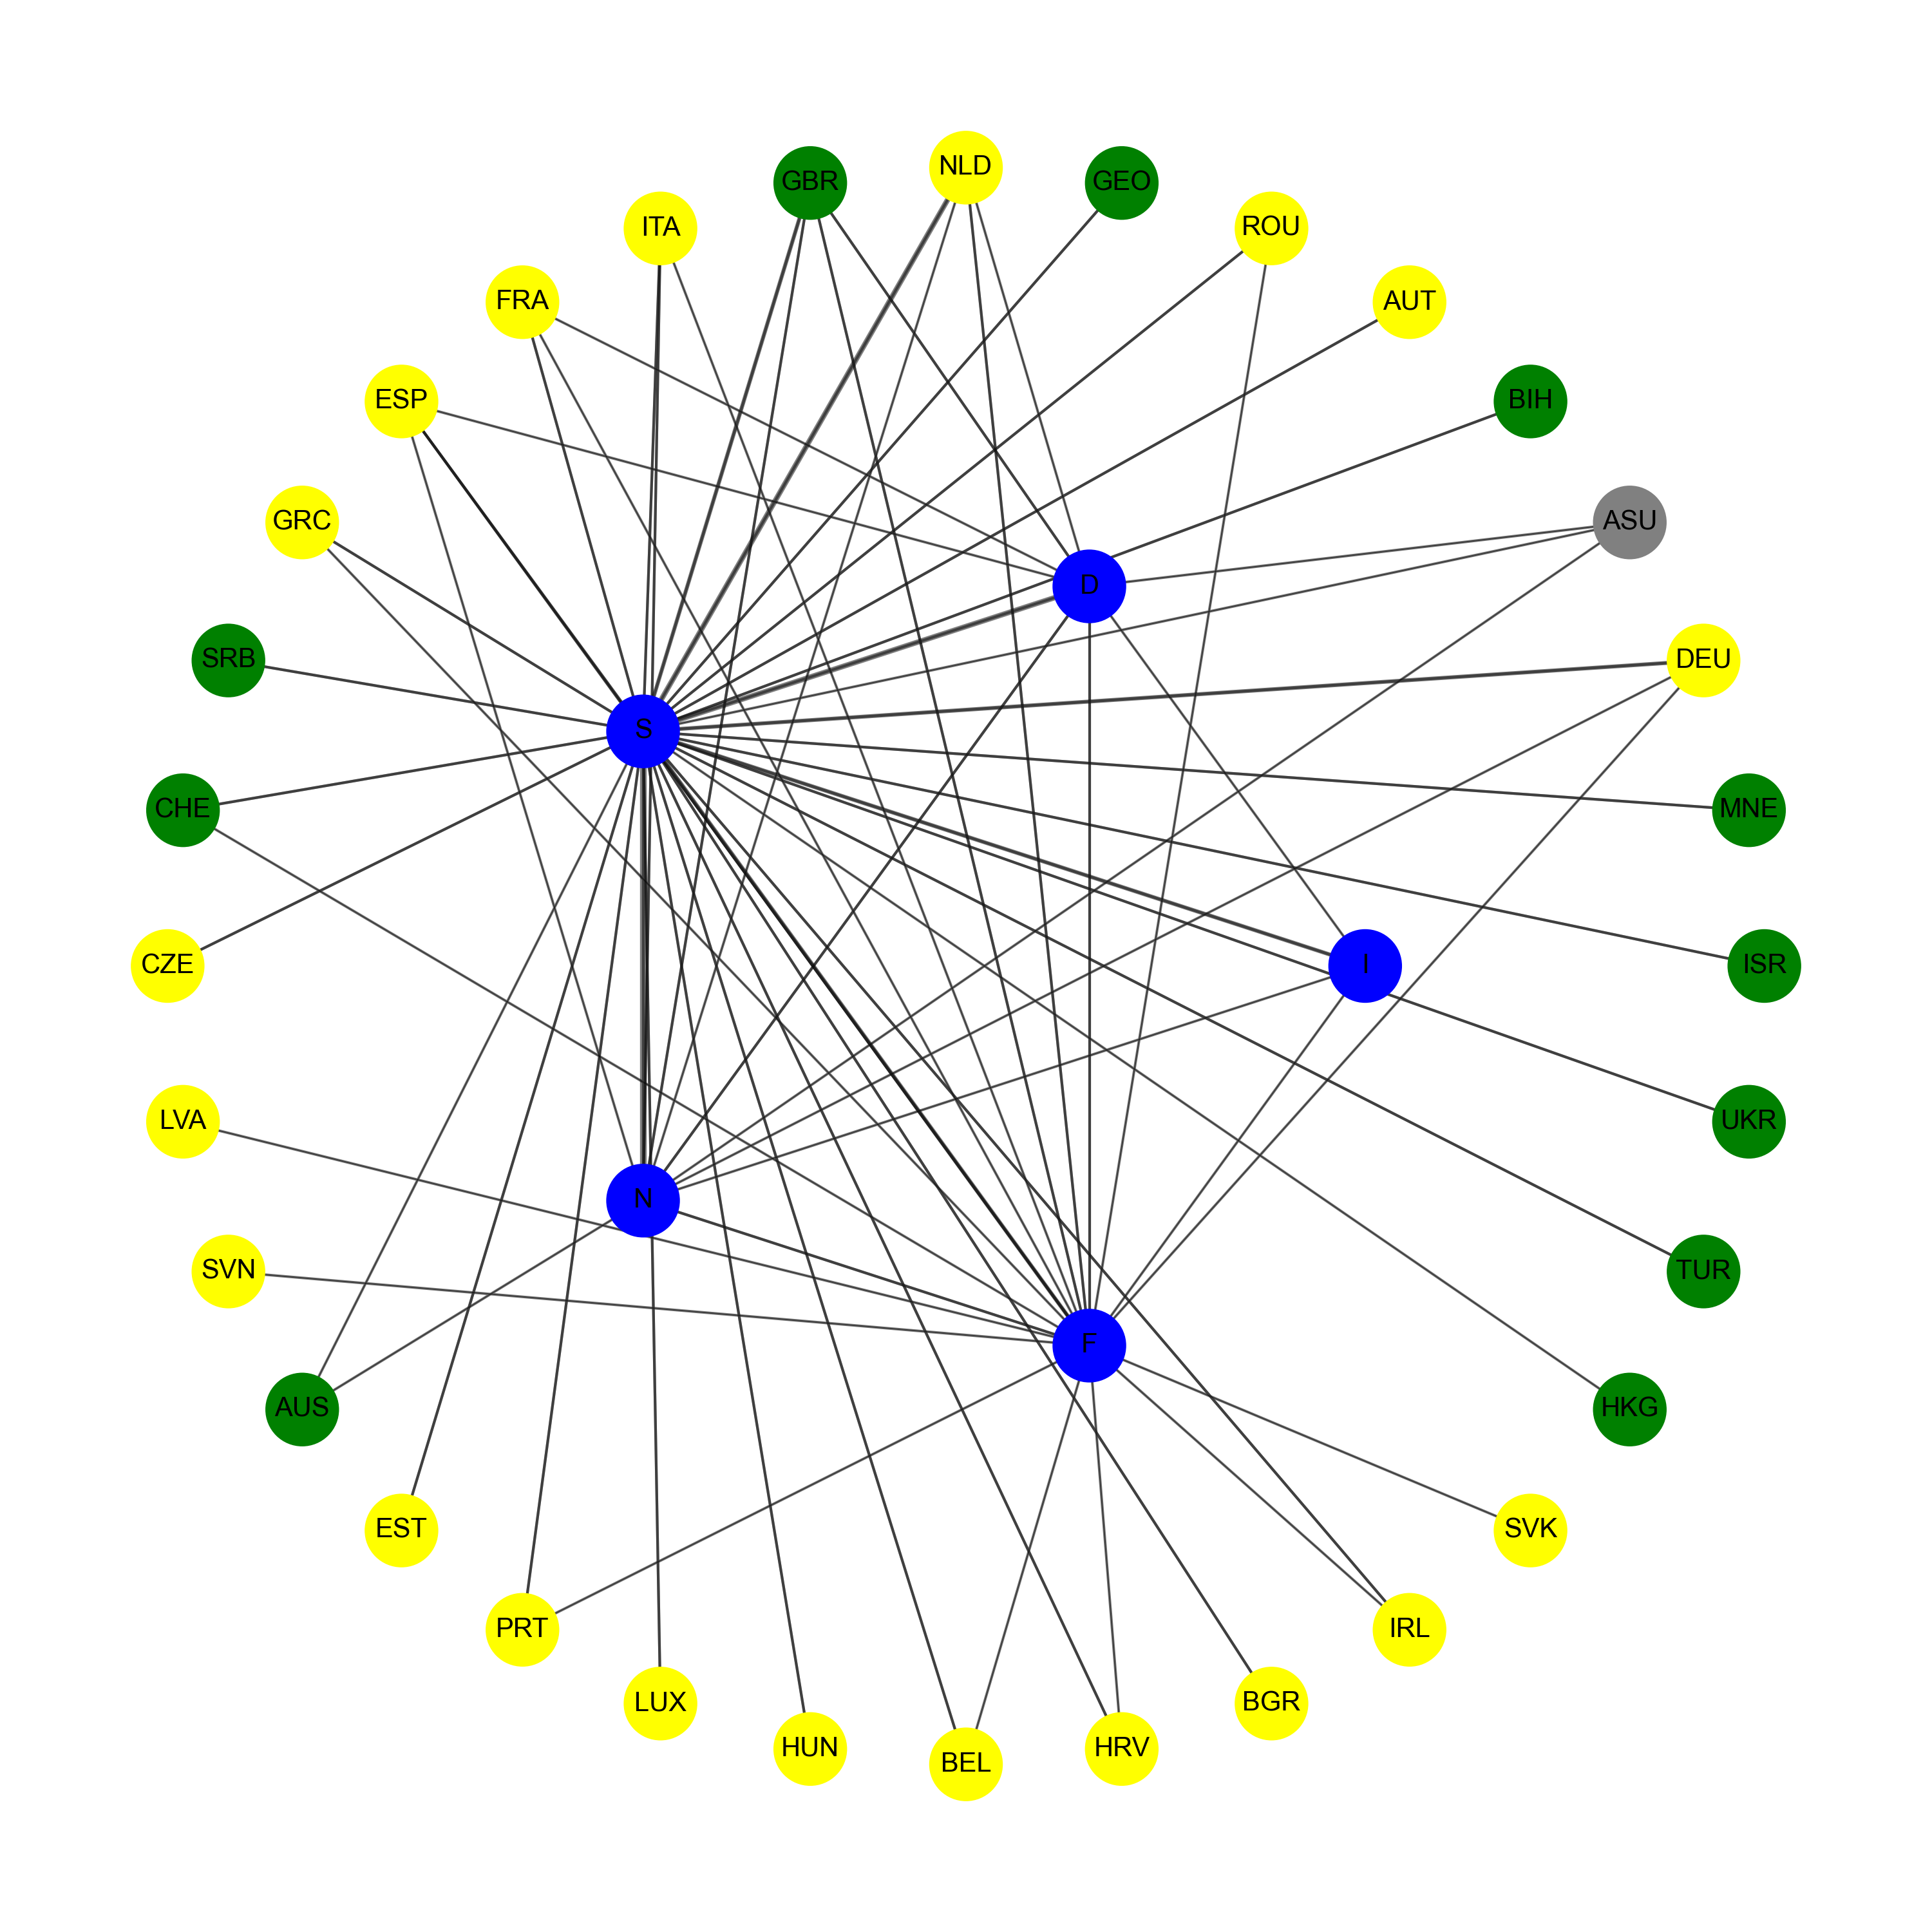 NLD
GBR
GEO
ITA
ROU
FRA
AUT
ESP
BIH
GRC
ASU
D
SRB
DEU
S
CHE
MNE
CZE
I
ISR
LVA
UKR
N
SVN
TUR
F
AUS
HKG
EST
SVK
PRT
IRL
LUX
BGR
HUN
HRV
BEL